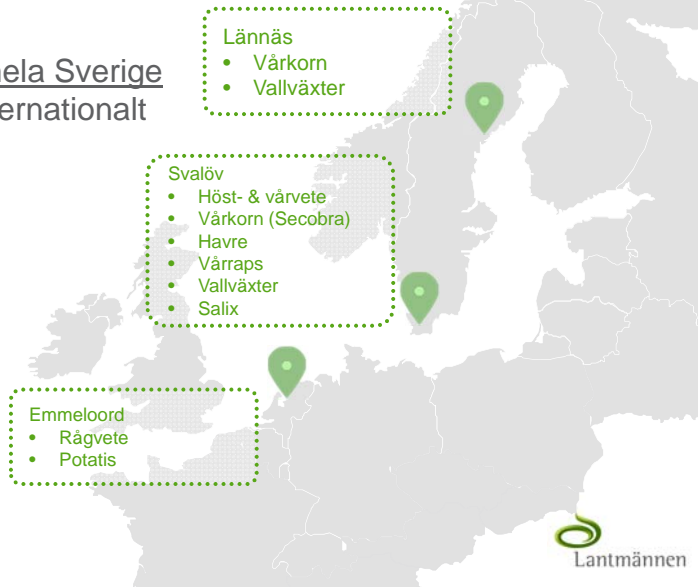 hela Sverige
ernationalt
Lännäs
• Vårkorn
• Vallväxter
Svalöv
• Höst- & vårvete
• Vårkorn (Secobra)
• Havre
• Vårraps
• Vallväxter
• Salix
Emmeloord
• Rågvete
• Potatis
Lantmännen